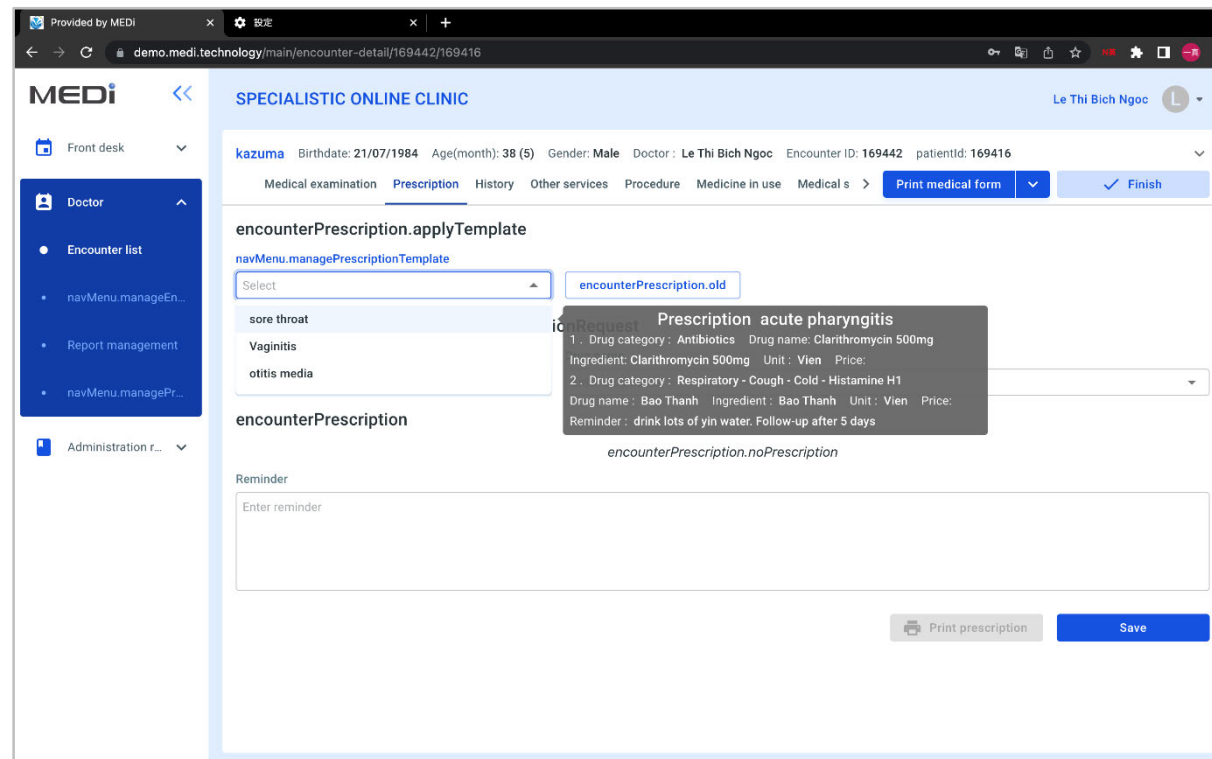 Provided by MEDi
設定
demo.medi.technology/main/encounter-detail/169442/169416
一真
MEDi
SPECIALISTIC ONLINE CLINIC
Le Thi Bich Ngoc
L
Front desk
Doctor
Encounter list
navMenu.manageEn...
Report management
navMenu.managePr...
Administration r...
kazuma Birthdate: 21/07/1984 Age(month): 38 (5) Gender: Male Doctor : Le Thi Bich Ngoc Encounter ID: 169442 patientId: 169416
Medical examination Prescription History Other services Procedure Medicine in use Medical s
Print medical form
Finish
encounterPrescription.applyTemplate
navMenu.managePrescriptionTemplate
Select
encounterPrescription.old
sore throat
Vaginitis
otitis media
ionRequest
Prescription acute pharyngitis
1 . Drug category : Antibiotics Drug name: Clarithromycin 500mg
Ingredient: Clarithromycin 500mg Unit : Vien Price:
2 . Drug category : Respiratory - Cough - Cold - Histamine H1
Drug name : Bao Thanh Ingredient : Bao Thanh Unit : Vien Price:
Reminder : drink lots of yin water. Follow-up after 5 days
encounterPrescription
encounterPrescription.noPrescription
Reminder
Enter reminder
Print prescription
Save